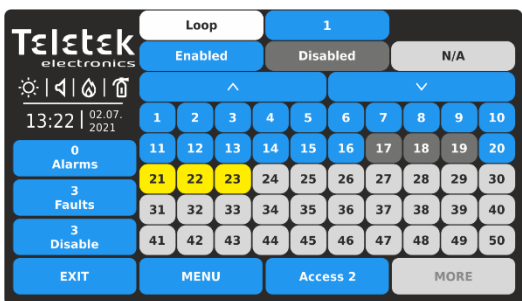 Teletek
electronics
13:22 02.07.
2021
0
Alarms
3
Faults
3
Disable
EXIT
Loop 1
Enabled Disabled N/A
1 2 3 4 5 6 7 8 9 10
11 12 13 14 15 16 17 18 19 20
21 22 23 24 25 26 27 28 29 30
31 32 33 34 35 36 37 38 39 40
41 42 43 44 45 46 47 48 49 50
MENU Access 2 MORE